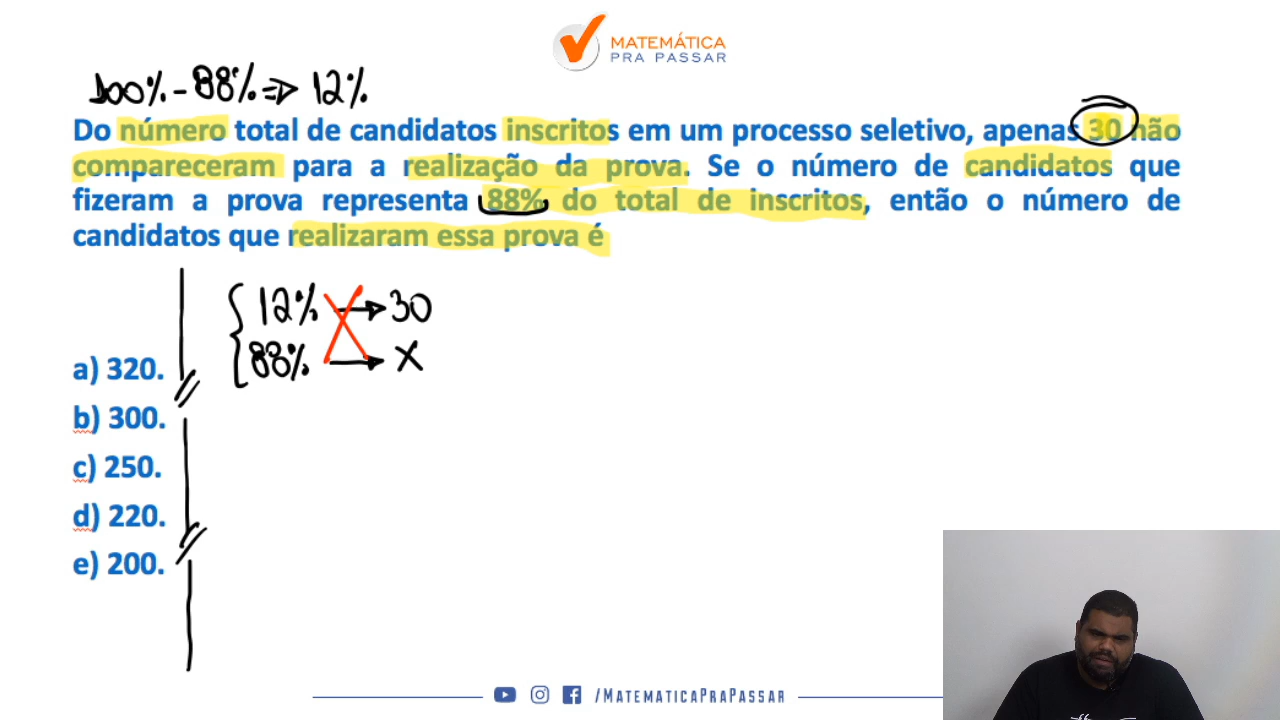 MATEMÁTICA
PRA PASSAR
100% - 88% => 12%
Do número total de candidatos inscritos em um processo seletivo, apenas 30 não
compareceram para a realização da prova. Se o número de candidatos que
fizeram a prova representa 88% do total de inscritos, então o número de
candidatos que realizaram essa prova é
12% → 30
88% → X
a) 320.
b) 300.
c) 250.
d) 220.
e) 200.
/MATEMATICAPRAPASSAR